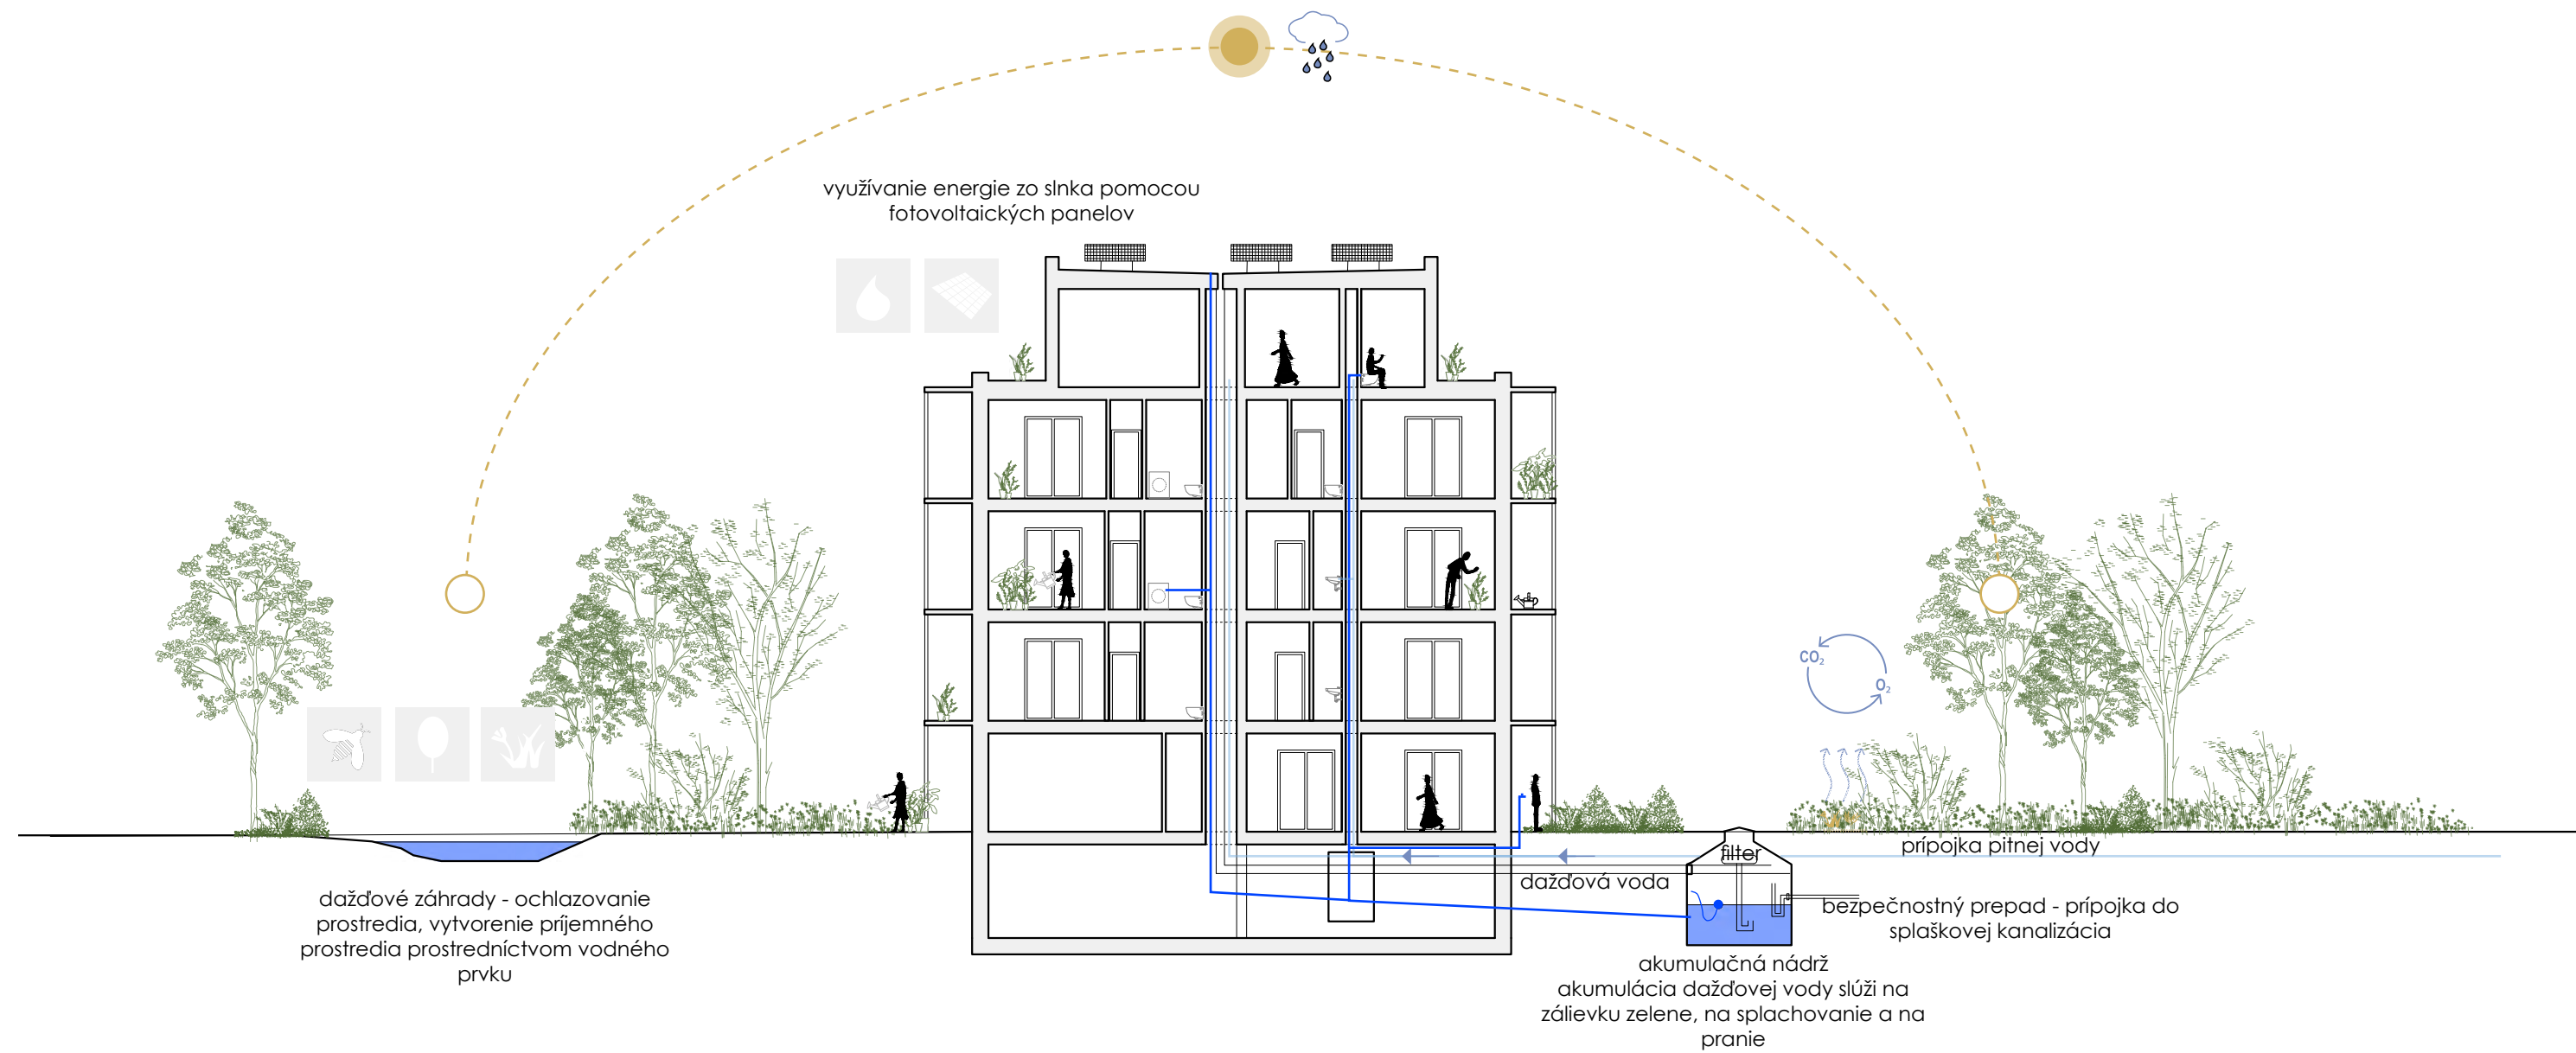 využívanie energie zo slnka pomocou
fotovoltaických panelov
CO₂
O₂
filter
prípojka pitnej vody
dažďová voda
dažďové záhrady - ochlazovanie
prostredia, vytvorenie príjemného
prostredia prostredníctvom vodného
prvku
bezpečnostný prepad - prípojka do
splaškovej kanalizácia
akumulačná nádrž
akumulácia dažďovej vody slúži na
zálievku zelene, na splachovanie a na
pranie